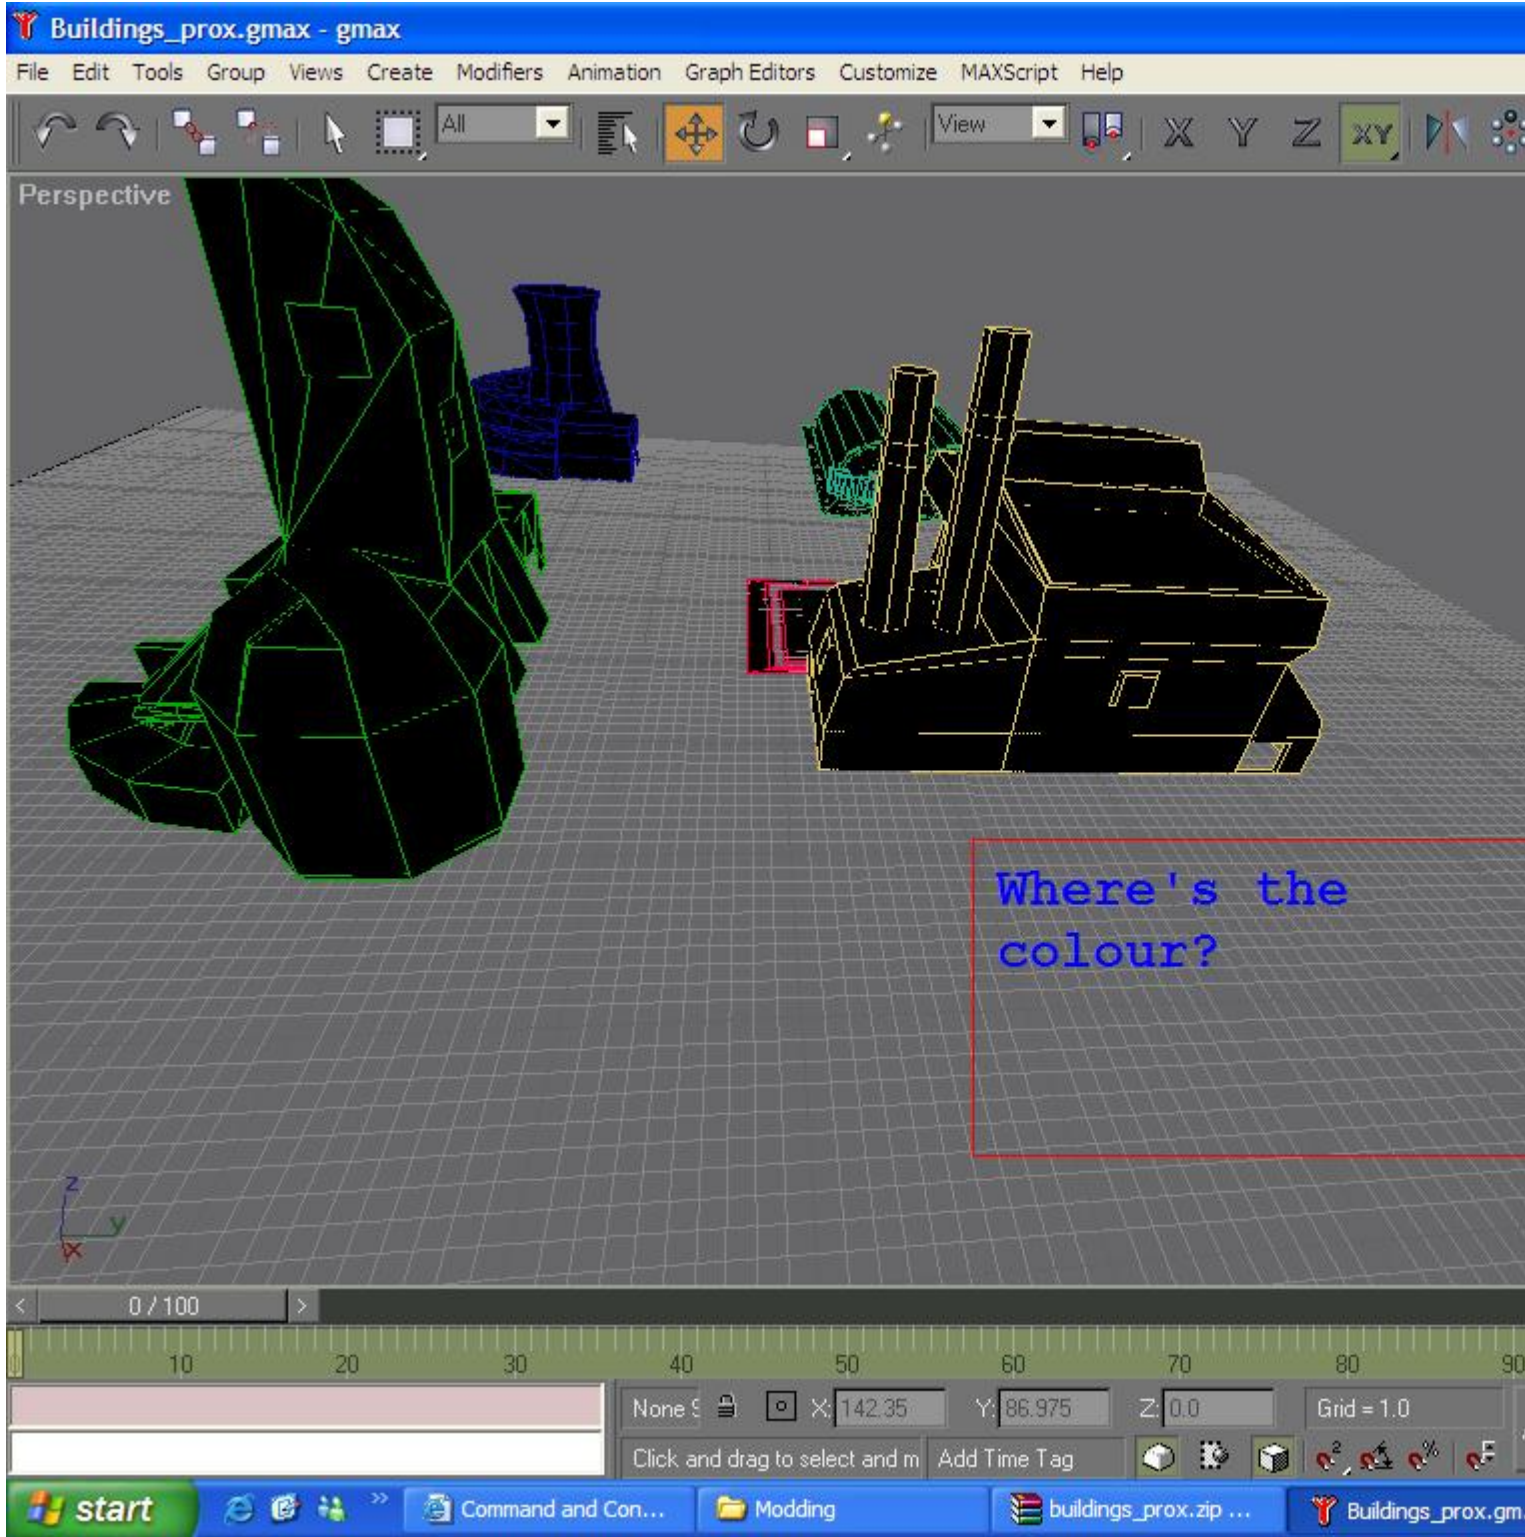 Buildings_prox.gmax - gmax
File Edit Tools Group Views Create Modifiers Animation Graph Editors Customize MAXScript Help
All View X Y Z XY
Perspective
Where's the
colour?
z
y
x
< 0 / 100 >
10 20 30 40 50 60 70 80 90
None S X: 142.35 Y: 86.975 Z: 0.0 Grid = 1.0
Click and drag to select and m Add Time Tag
start » Command and Con... Modding buildings_prox.zip ... Buildings_prox.gm